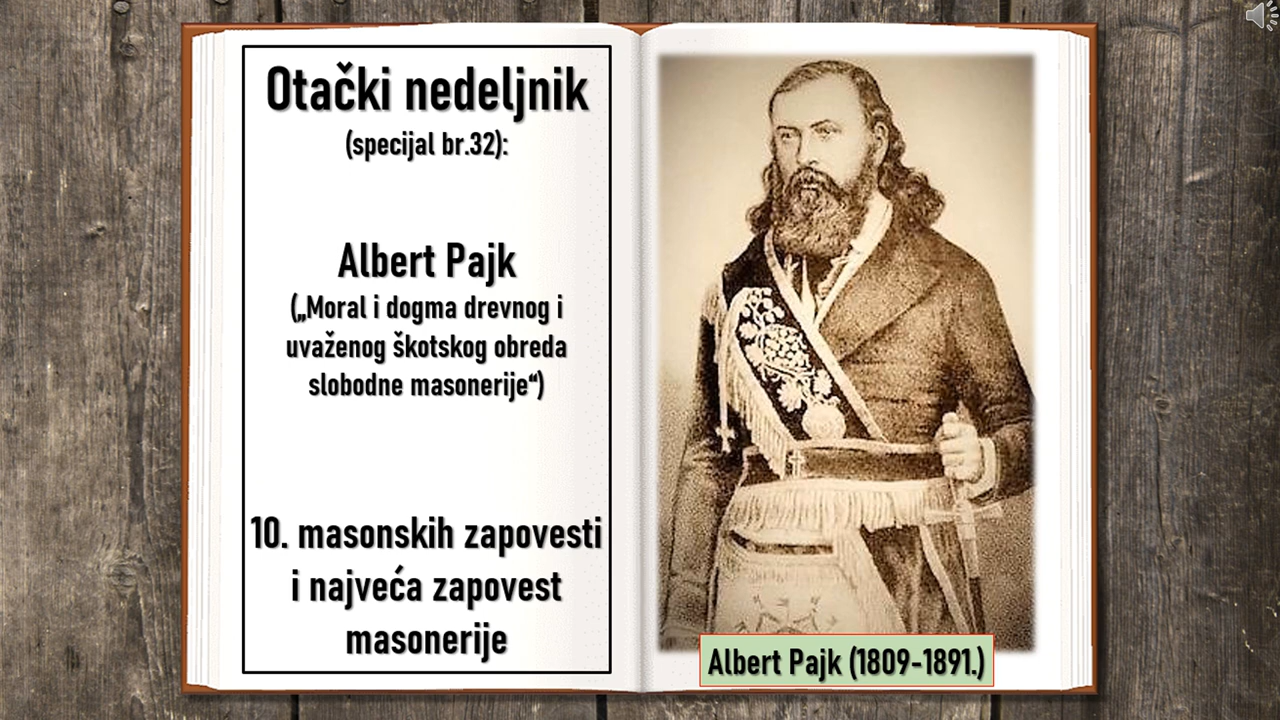 Otački nedeljnik
(specijal br.32):
Albert Pajk
(„Moral i dogma drevnog i
uvaženog škotskog obreda
slobodne masonerije“)
10. masonskih zapovesti
i najveća zapovest
masonerije
Albert Pajk (1809-1891.)